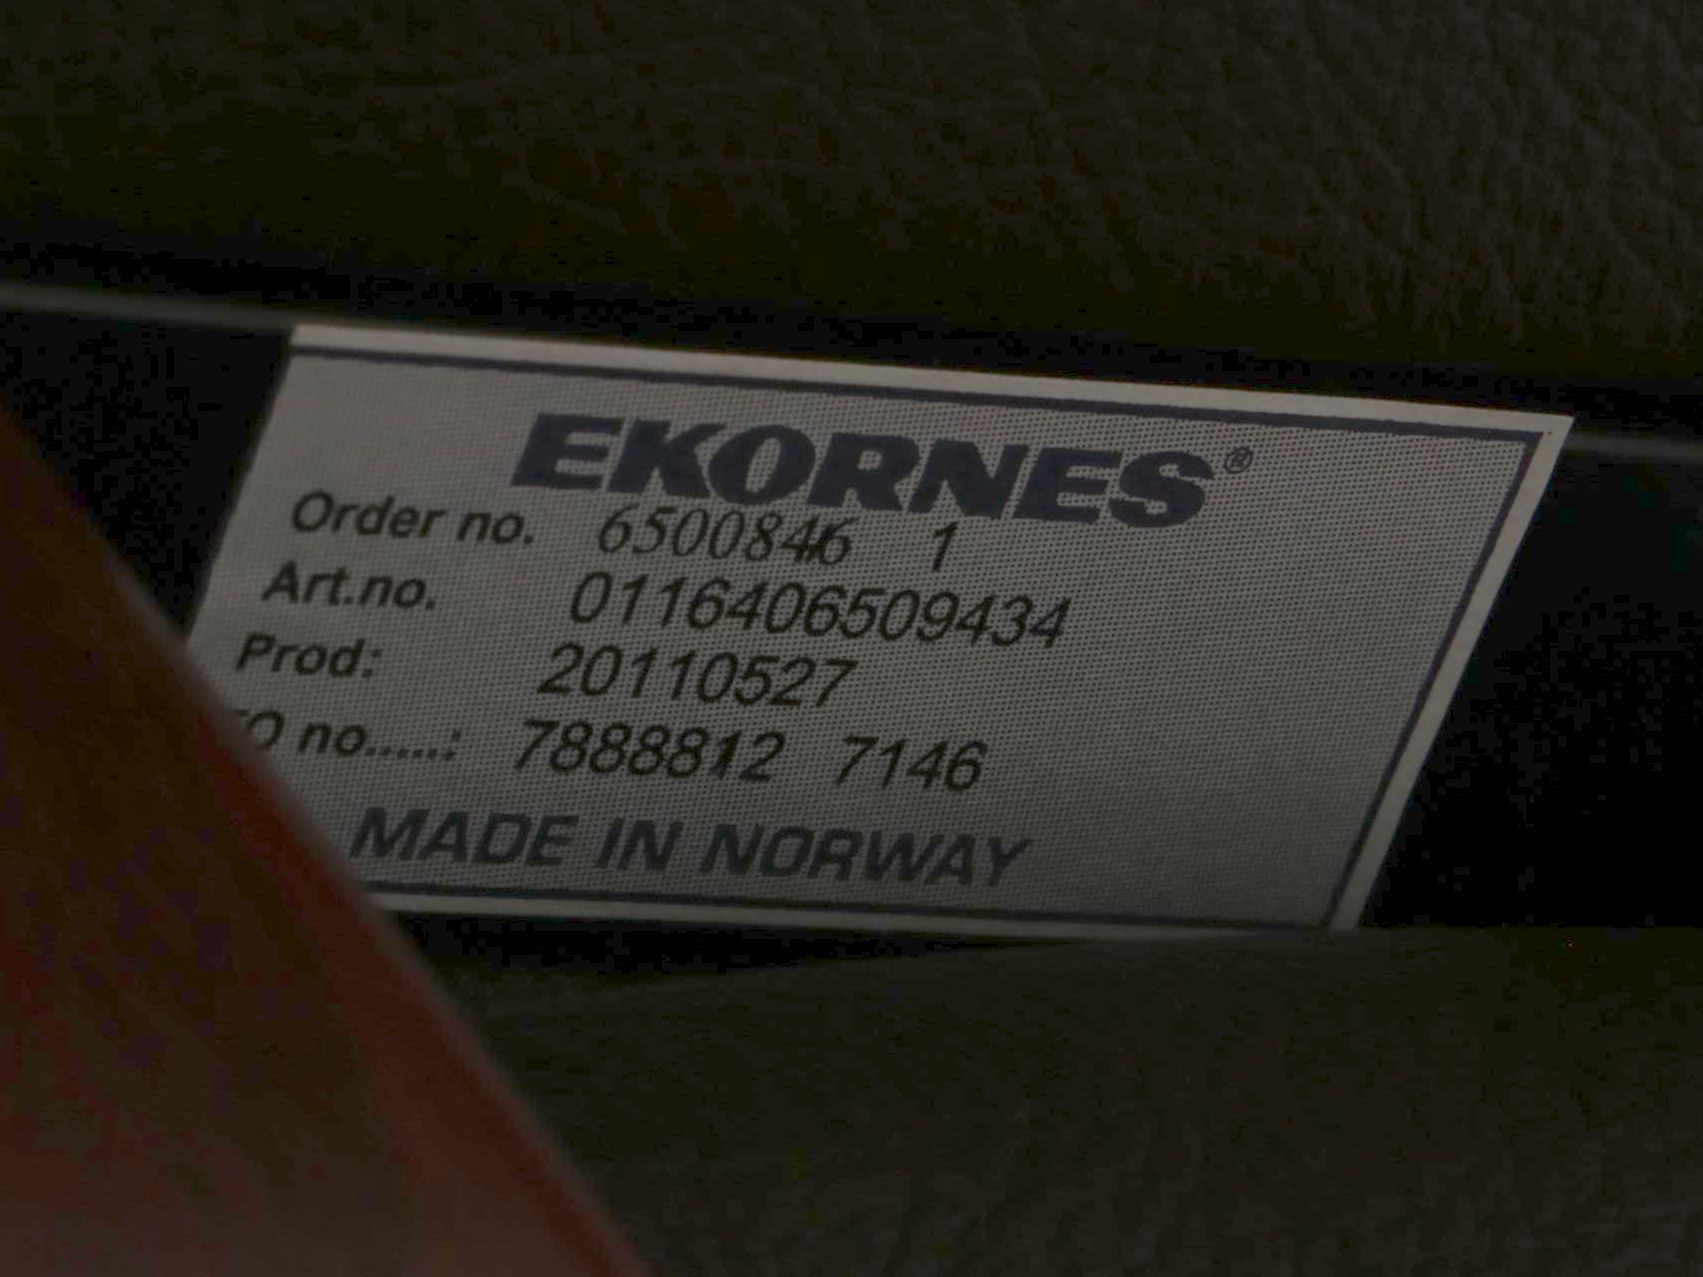 EKORNES®
Order no. 6500846 1
Art.no. 0116406509434
Prod: 20110527
no.....: 7888812 7146
MADE IN NORWAY